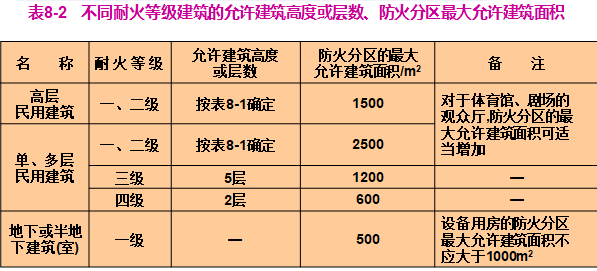 表8-2 不同耐火等级建筑的允许建筑高度或层数、防火分区最大允许建筑面积
名 称 耐火等级 允许建筑高度或层数 防火分区的最大允许建筑面积/m2 备 注
高层民用建筑 一、二级 按表8-1确定 1500 对于体育馆、剧场的观众厅,防火分区的最大允许建筑面积可适当增加
单、多层民用建筑 一、二级 按表8-1确定 2500
三级 5层 1200 —
四级 2层 600 —
地下或半地下建筑(室) 一级 — 500 设备用房的防火分区最大允许建筑面积不应大于1000m²